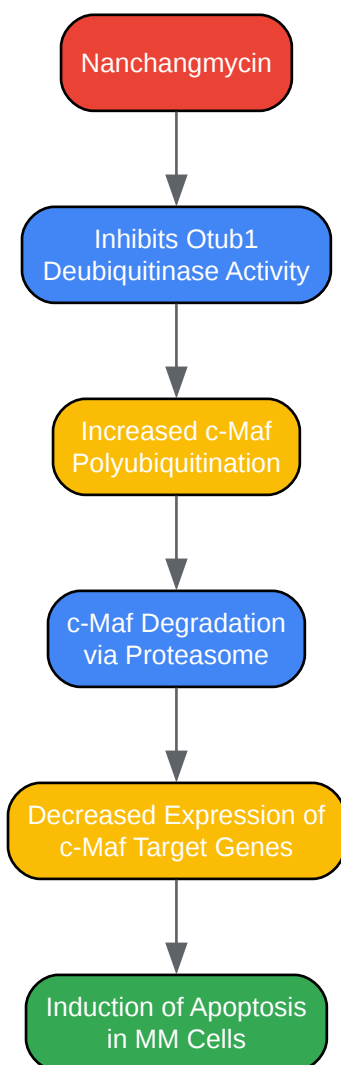 Nanchangmycin
Inhibits Otub1
Deubiquitinase Activity
Increased c-Maf
Polyubiquitination
c-Maf Degradation
via Proteasome
Decreased Expression of
c-Maf Target Genes
Induction of Apoptosis
in MM Cells